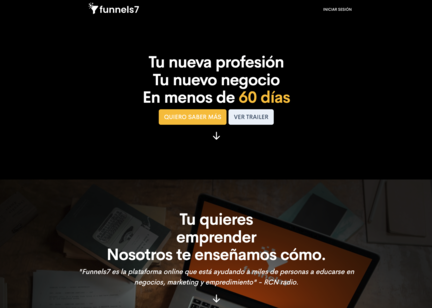 funnels7
INICIAR SESIÓN
Tu nueva profesión
Tu nuevo negocio
En menos de 60 días
QUIERO SABER MÁS
VER TRAILER
Tu quieres
emprender
Nosotros te enseñamos cómo.
"Funnels7 es la plataforma online que está ayudando a miles de personas a educarse en
negocios, marketing y empredimiento" - RCN radio.